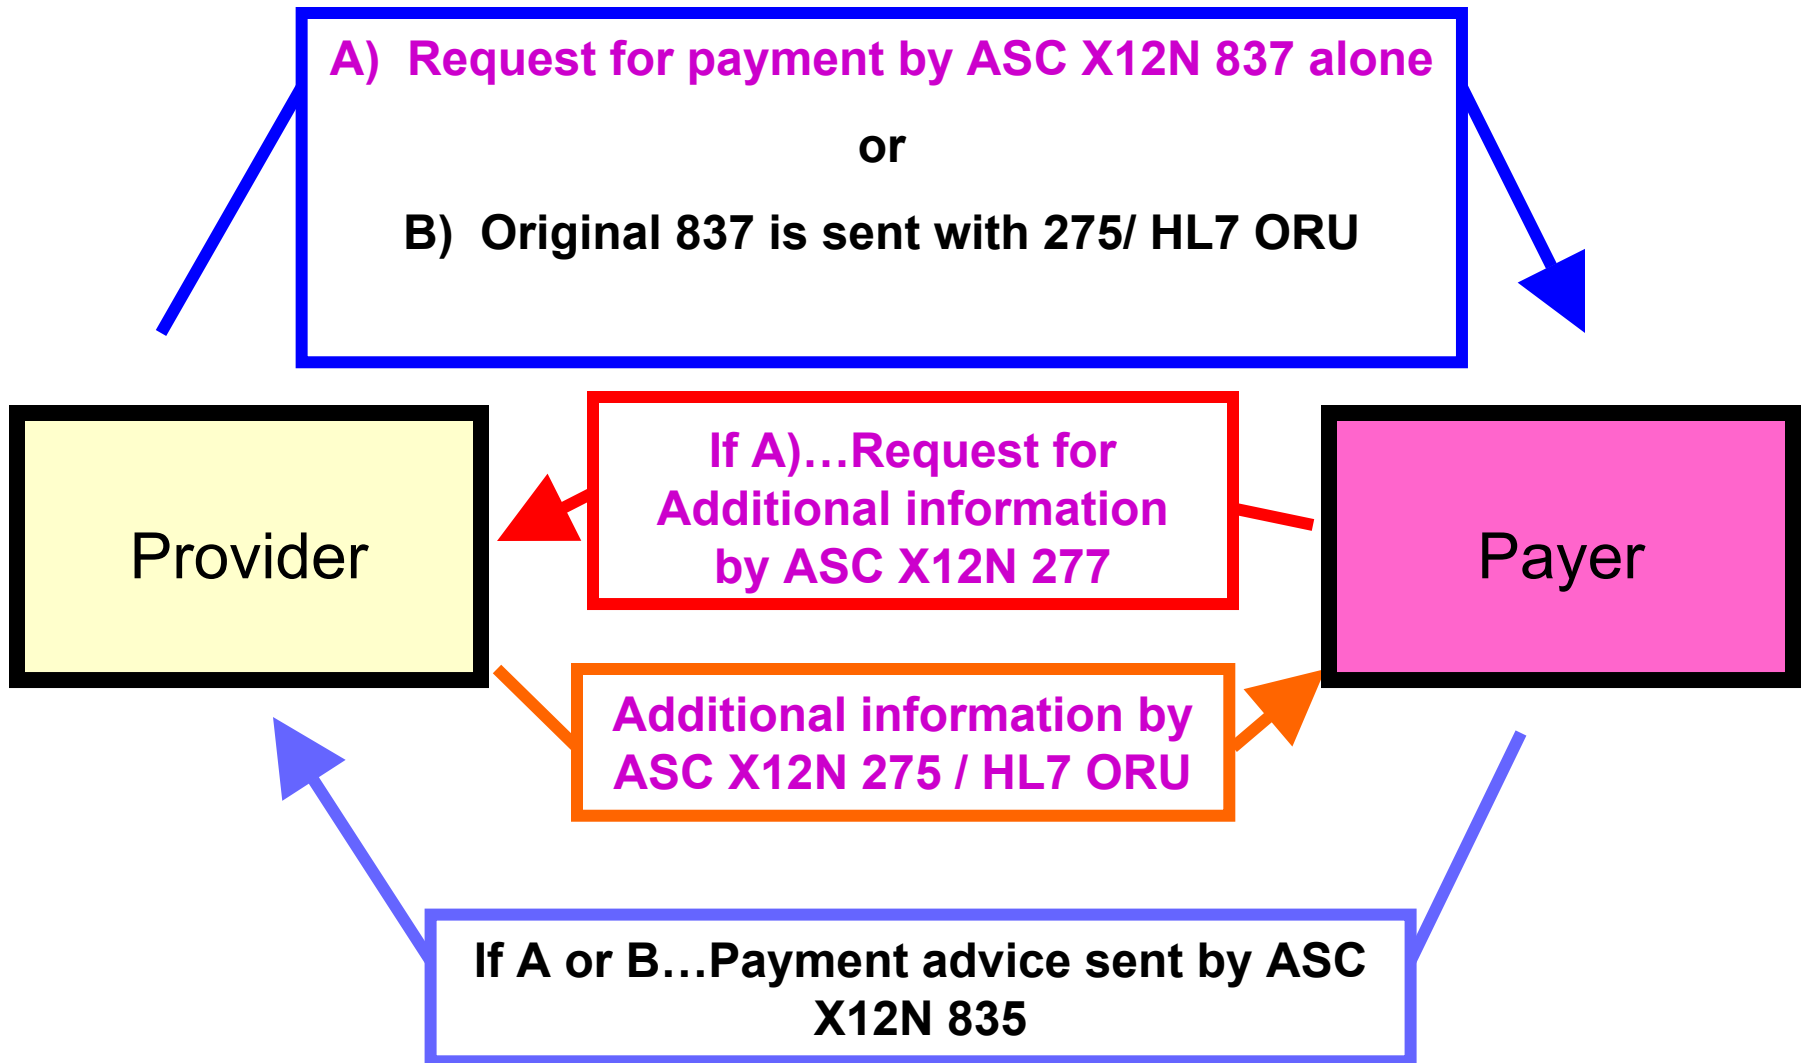 A)  Request for payment by ASC X12N 837 alone
or
B)  Original 837 is sent with 275/ HL7 ORU
If A)…Request for
Additional information
by ASC X12N 277
Provider
Payer
Additional information by
ASC X12N 275 / HL7 ORU
If A or B…Payment advice sent by ASC
X12N 835